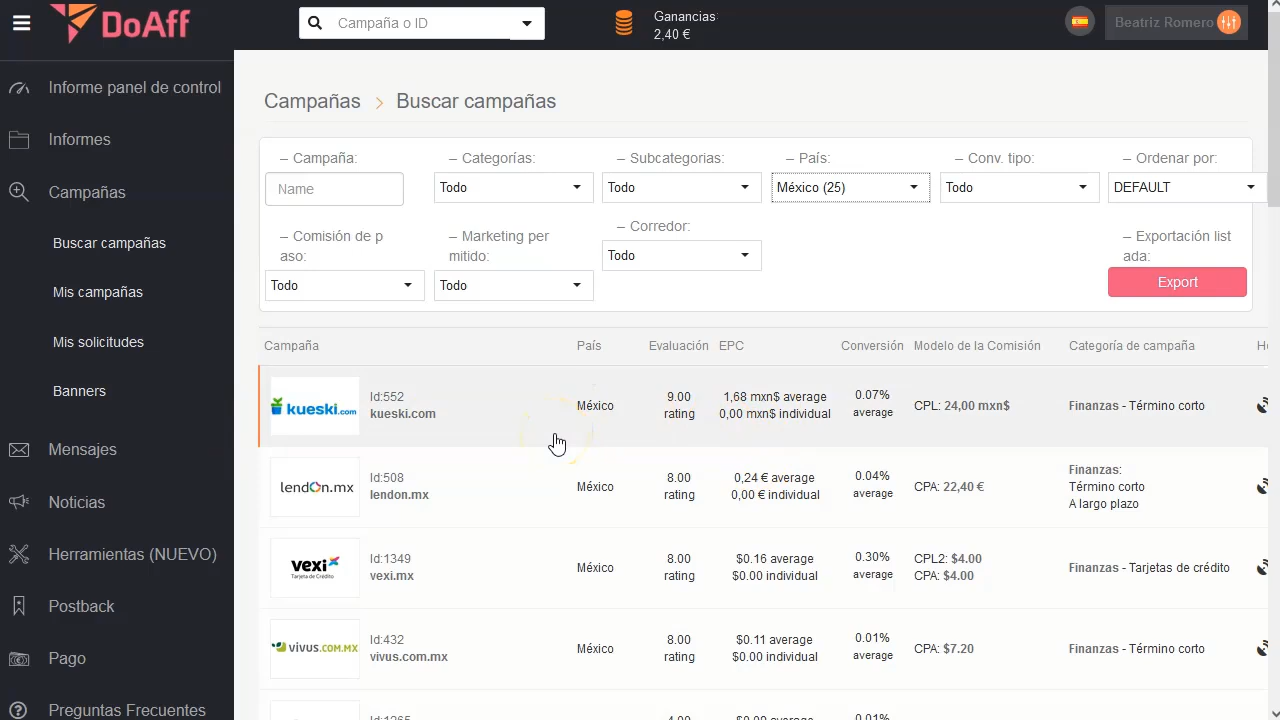 DoAff
Campaña o ID
Ganancias:
2,40 €
Beatriz Romero
Informe panel de control
Informes
Campañas
Buscar campañas
Mis campañas
Mis solicitudes
Banners
Mensajes
Noticias
Herramientas (NUEVO)
Postback
Pago
Preguntas Frecuentes
Campañas > Buscar campañas
– Campaña:
Name
– Categorías:
Todo
– Subcategorias:
Todo
– País:
México (25)
– Conv. tipo:
Todo
– Ordenar por:
DEFAULT
– Comisión de p
aso:
Todo
– Marketing per
mitido:
Todo
– Corredor:
Todo
– Exportación list
ada:
Export
Campaña País Evaluación EPC Conversión Modelo de la Comisión Categoría de campaña
kueski.com
Id:552
kueski.com
México
9.00
rating
1,68 mxn$ average
0,00 mxn$ individual
0.07%
average
CPL: 24,00 mxn$
Finanzas - Término corto
lendon.mx
Id:508
lendon.mx
México
8.00
rating
0,24 € average
0,00 € individual
0.04%
average
CPA: 22,40 €
Finanzas:
Término corto
A largo plazo
vexi
Tarjeta de Crédito
Id:1349
vexi.mx
México
8.00
rating
$0.16 average
$0.00 individual
0.30%
average
CPL2: $4.00
CPA: $4.00
Finanzas - Tarjetas de crédito
vivus.com.mx
Id:432
vivus.com.mx
México
8.00
rating
$0.11 average
$0.00 individual
0.01%
average
CPA: $7.20
Finanzas - Término corto